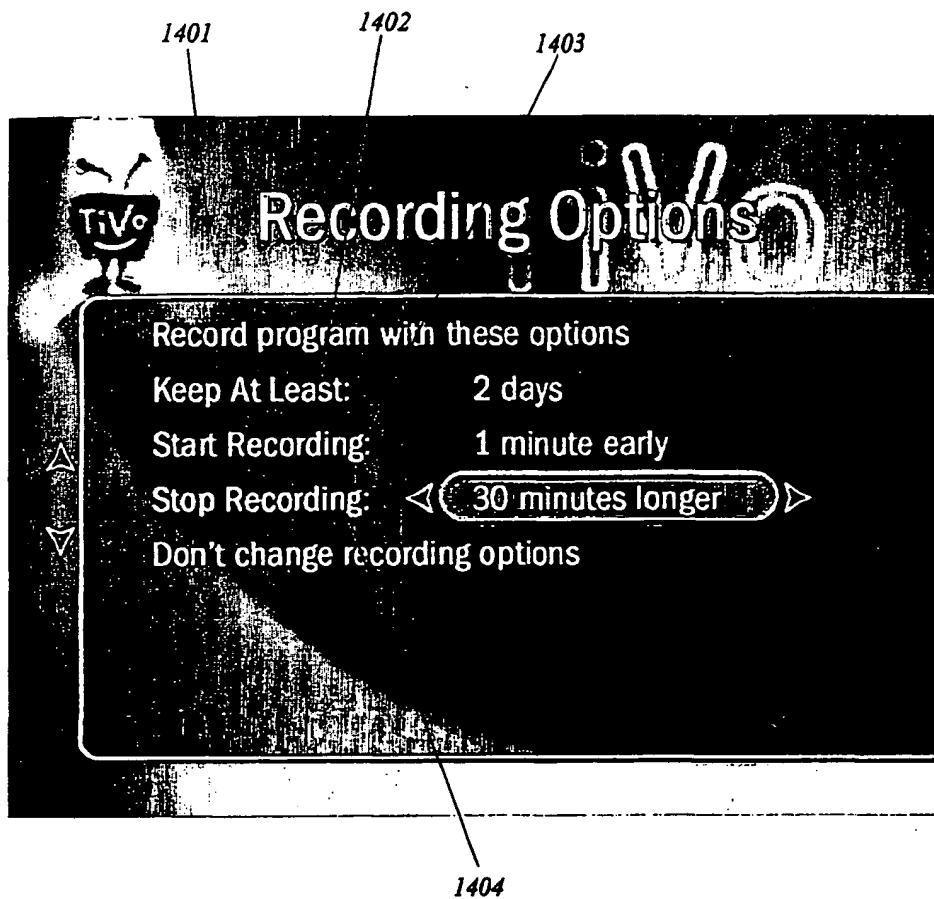 1401 1402 1403
TiVo
iVo
Recording Options
Record program with these options
Keep At Least: 2 days
Start Recording: 1 minute early
Stop Recording: 30 minutes longer
Don't change recording options
1404